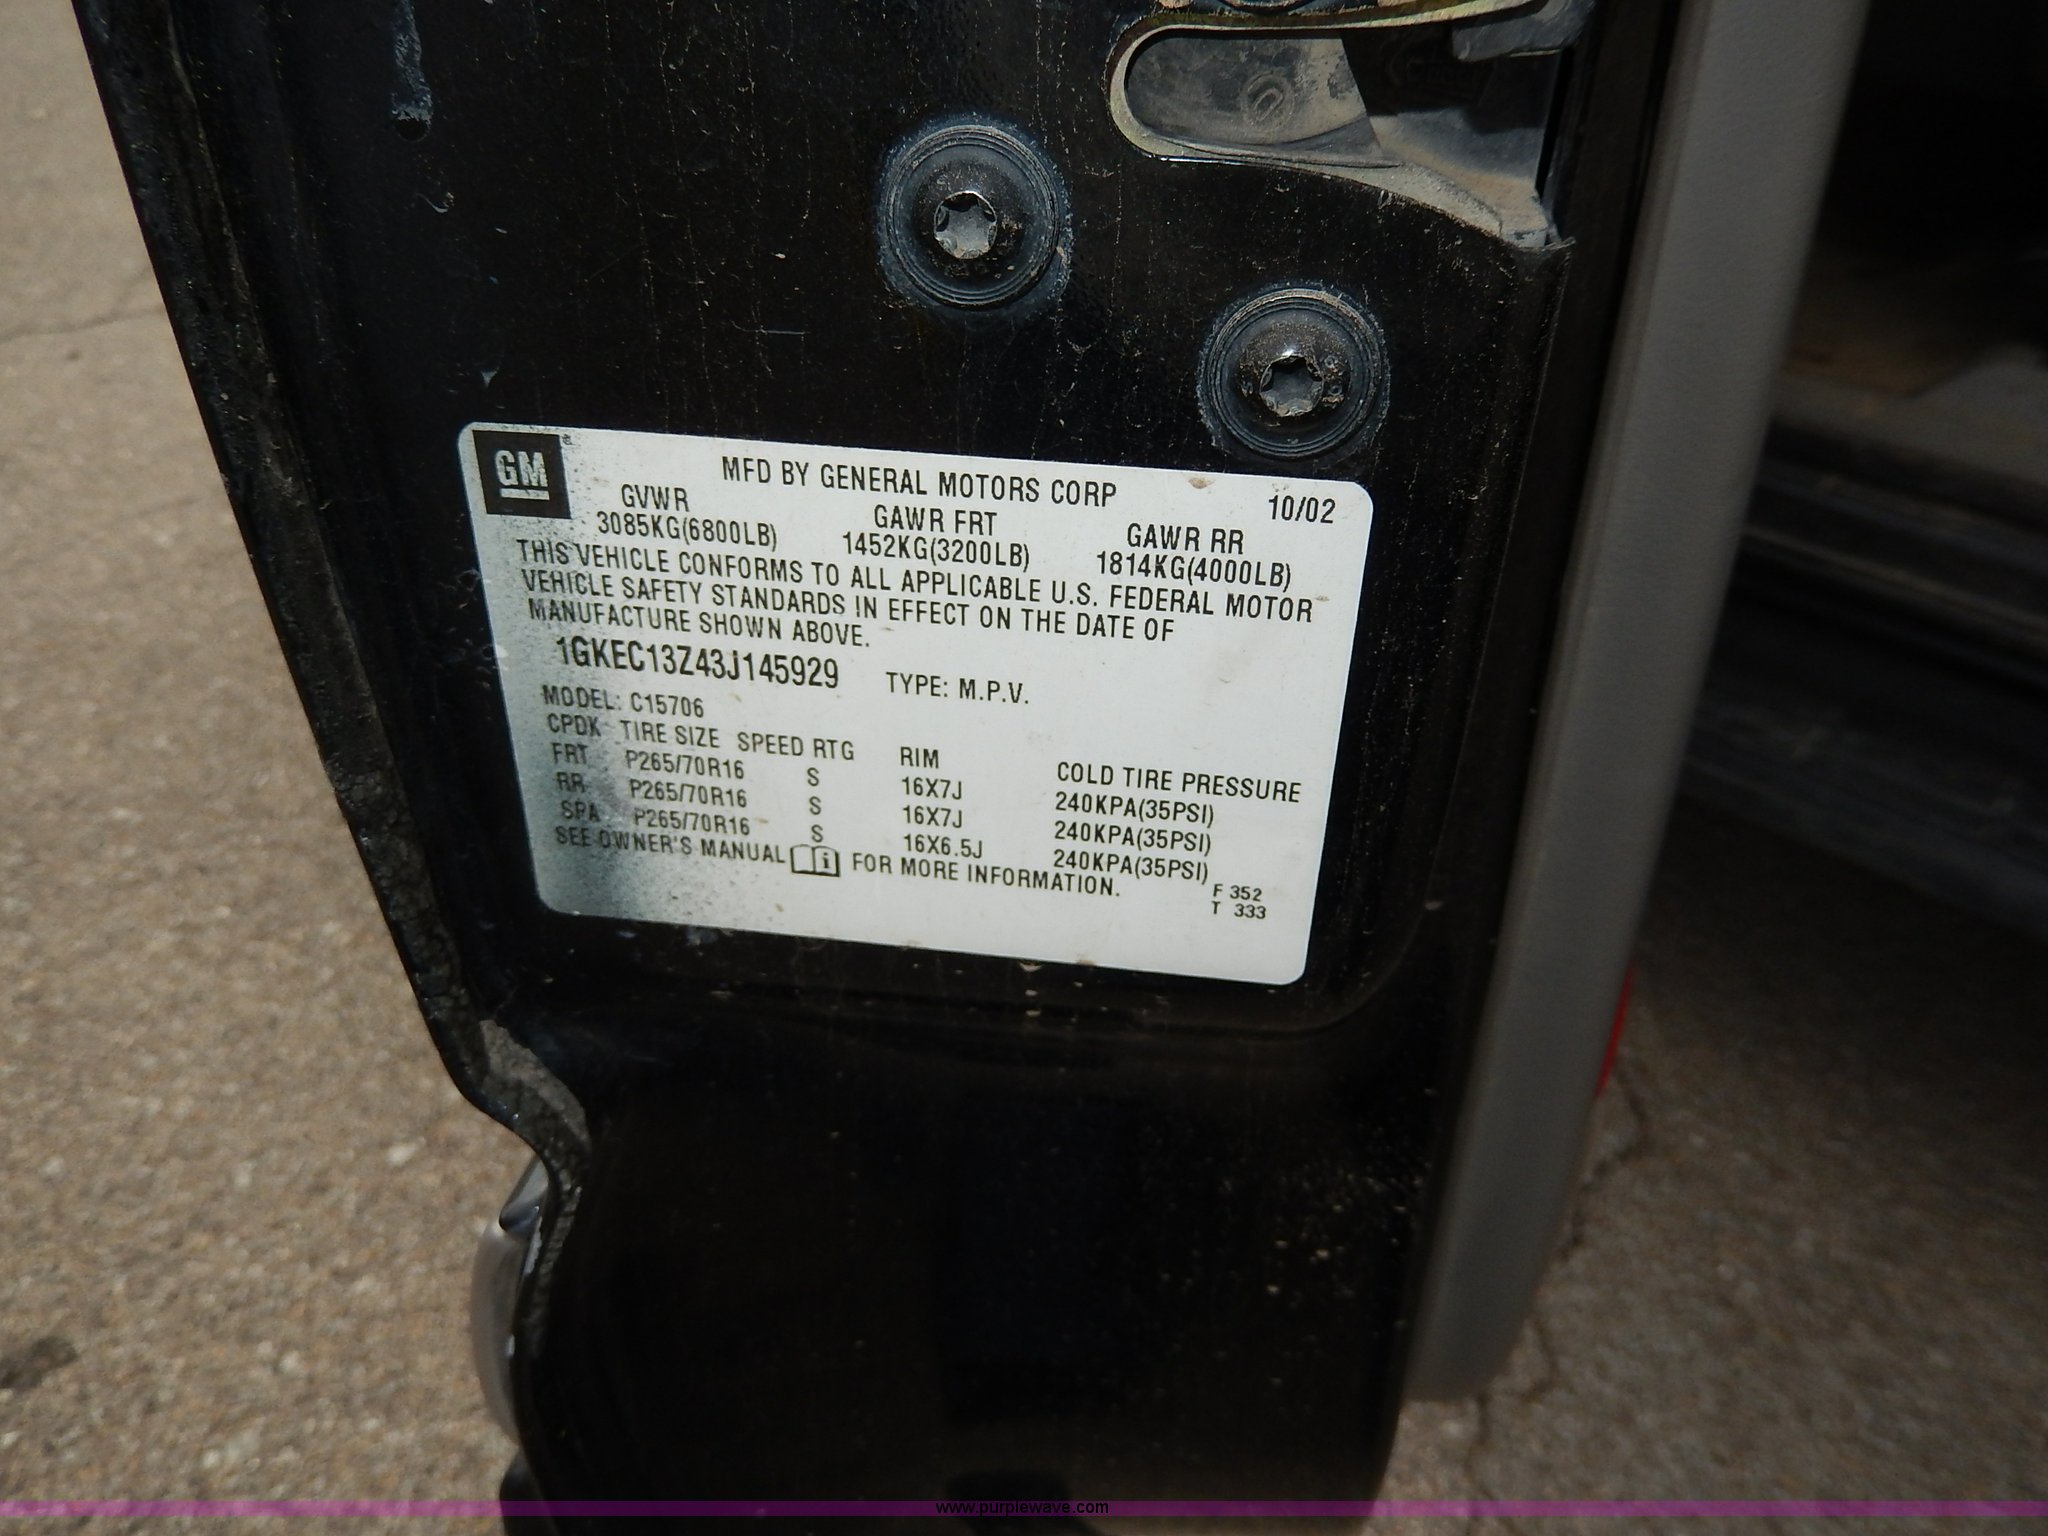 GM
MFD BY GENERAL MOTORS CORP 10/02
GVWR GAWR FRT GAWR RR
3085KG(6800LB) 1452KG(3200LB) 1814KG(4000LB)
THIS VEHICLE CONFORMS TO ALL APPLICABLE U.S. FEDERAL MOTOR
VEHICLE SAFETY STANDARDS IN EFFECT ON THE DATE OF
MANUFACTURE SHOWN ABOVE.
1GKEC13Z43J145929 TYPE: M.P.V.
MODEL: C15706
CPDK TIRE SIZE SPEED RTG RIM COLD TIRE PRESSURE
FRT P265/70R16 S 16X7J 240KPA(35PSI)
RR P265/70R16 S 16X7J 240KPA(35PSI)
SPA P265/70R16 S 16X6.5J 240KPA(35PSI)
SEE OWNER'S MANUAL FOR MORE INFORMATION.
F 352
T 333
www.purplewave.com